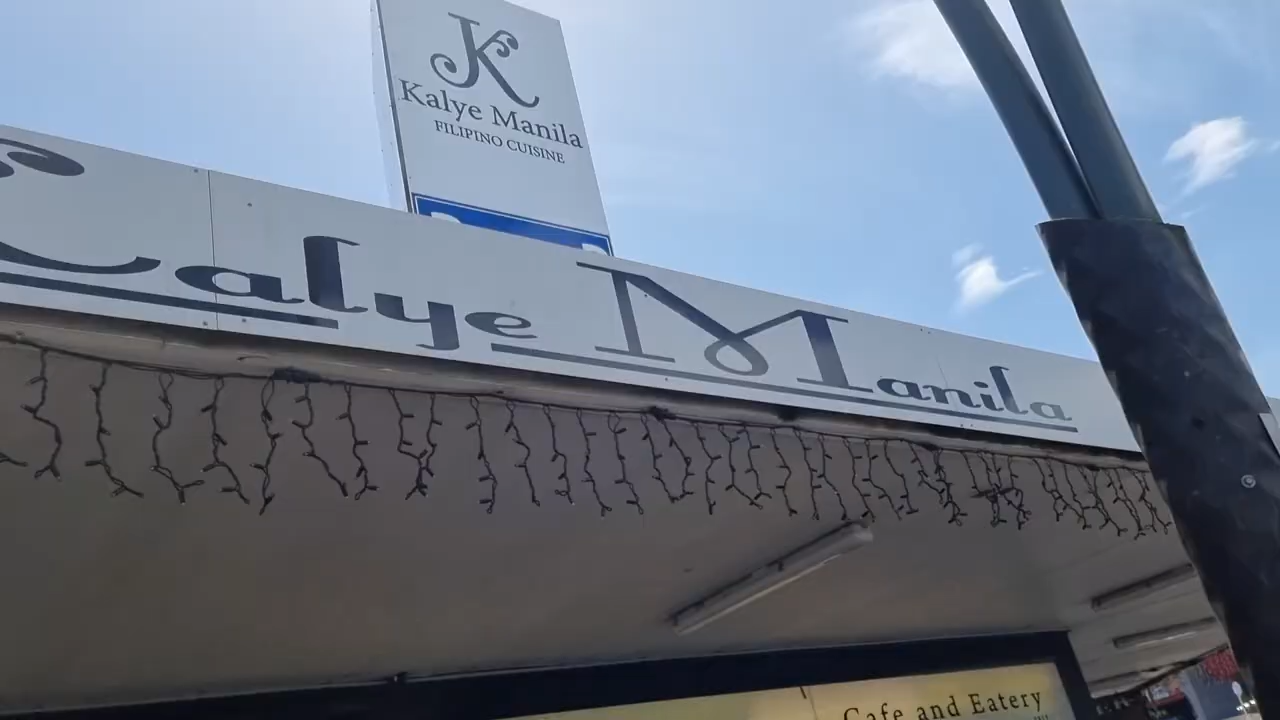 K
Kalye Manila
FILIPINO CUISINE
Kalye Manila
Cafe and Eatery